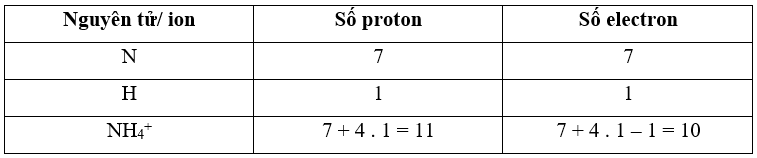 Nguyên tử/ ion Số proton Số electron
N 7 7
H 1 1
NH₄⁺ 7 + 4 . 1 = 11 7 + 4 . 1 – 1 = 10